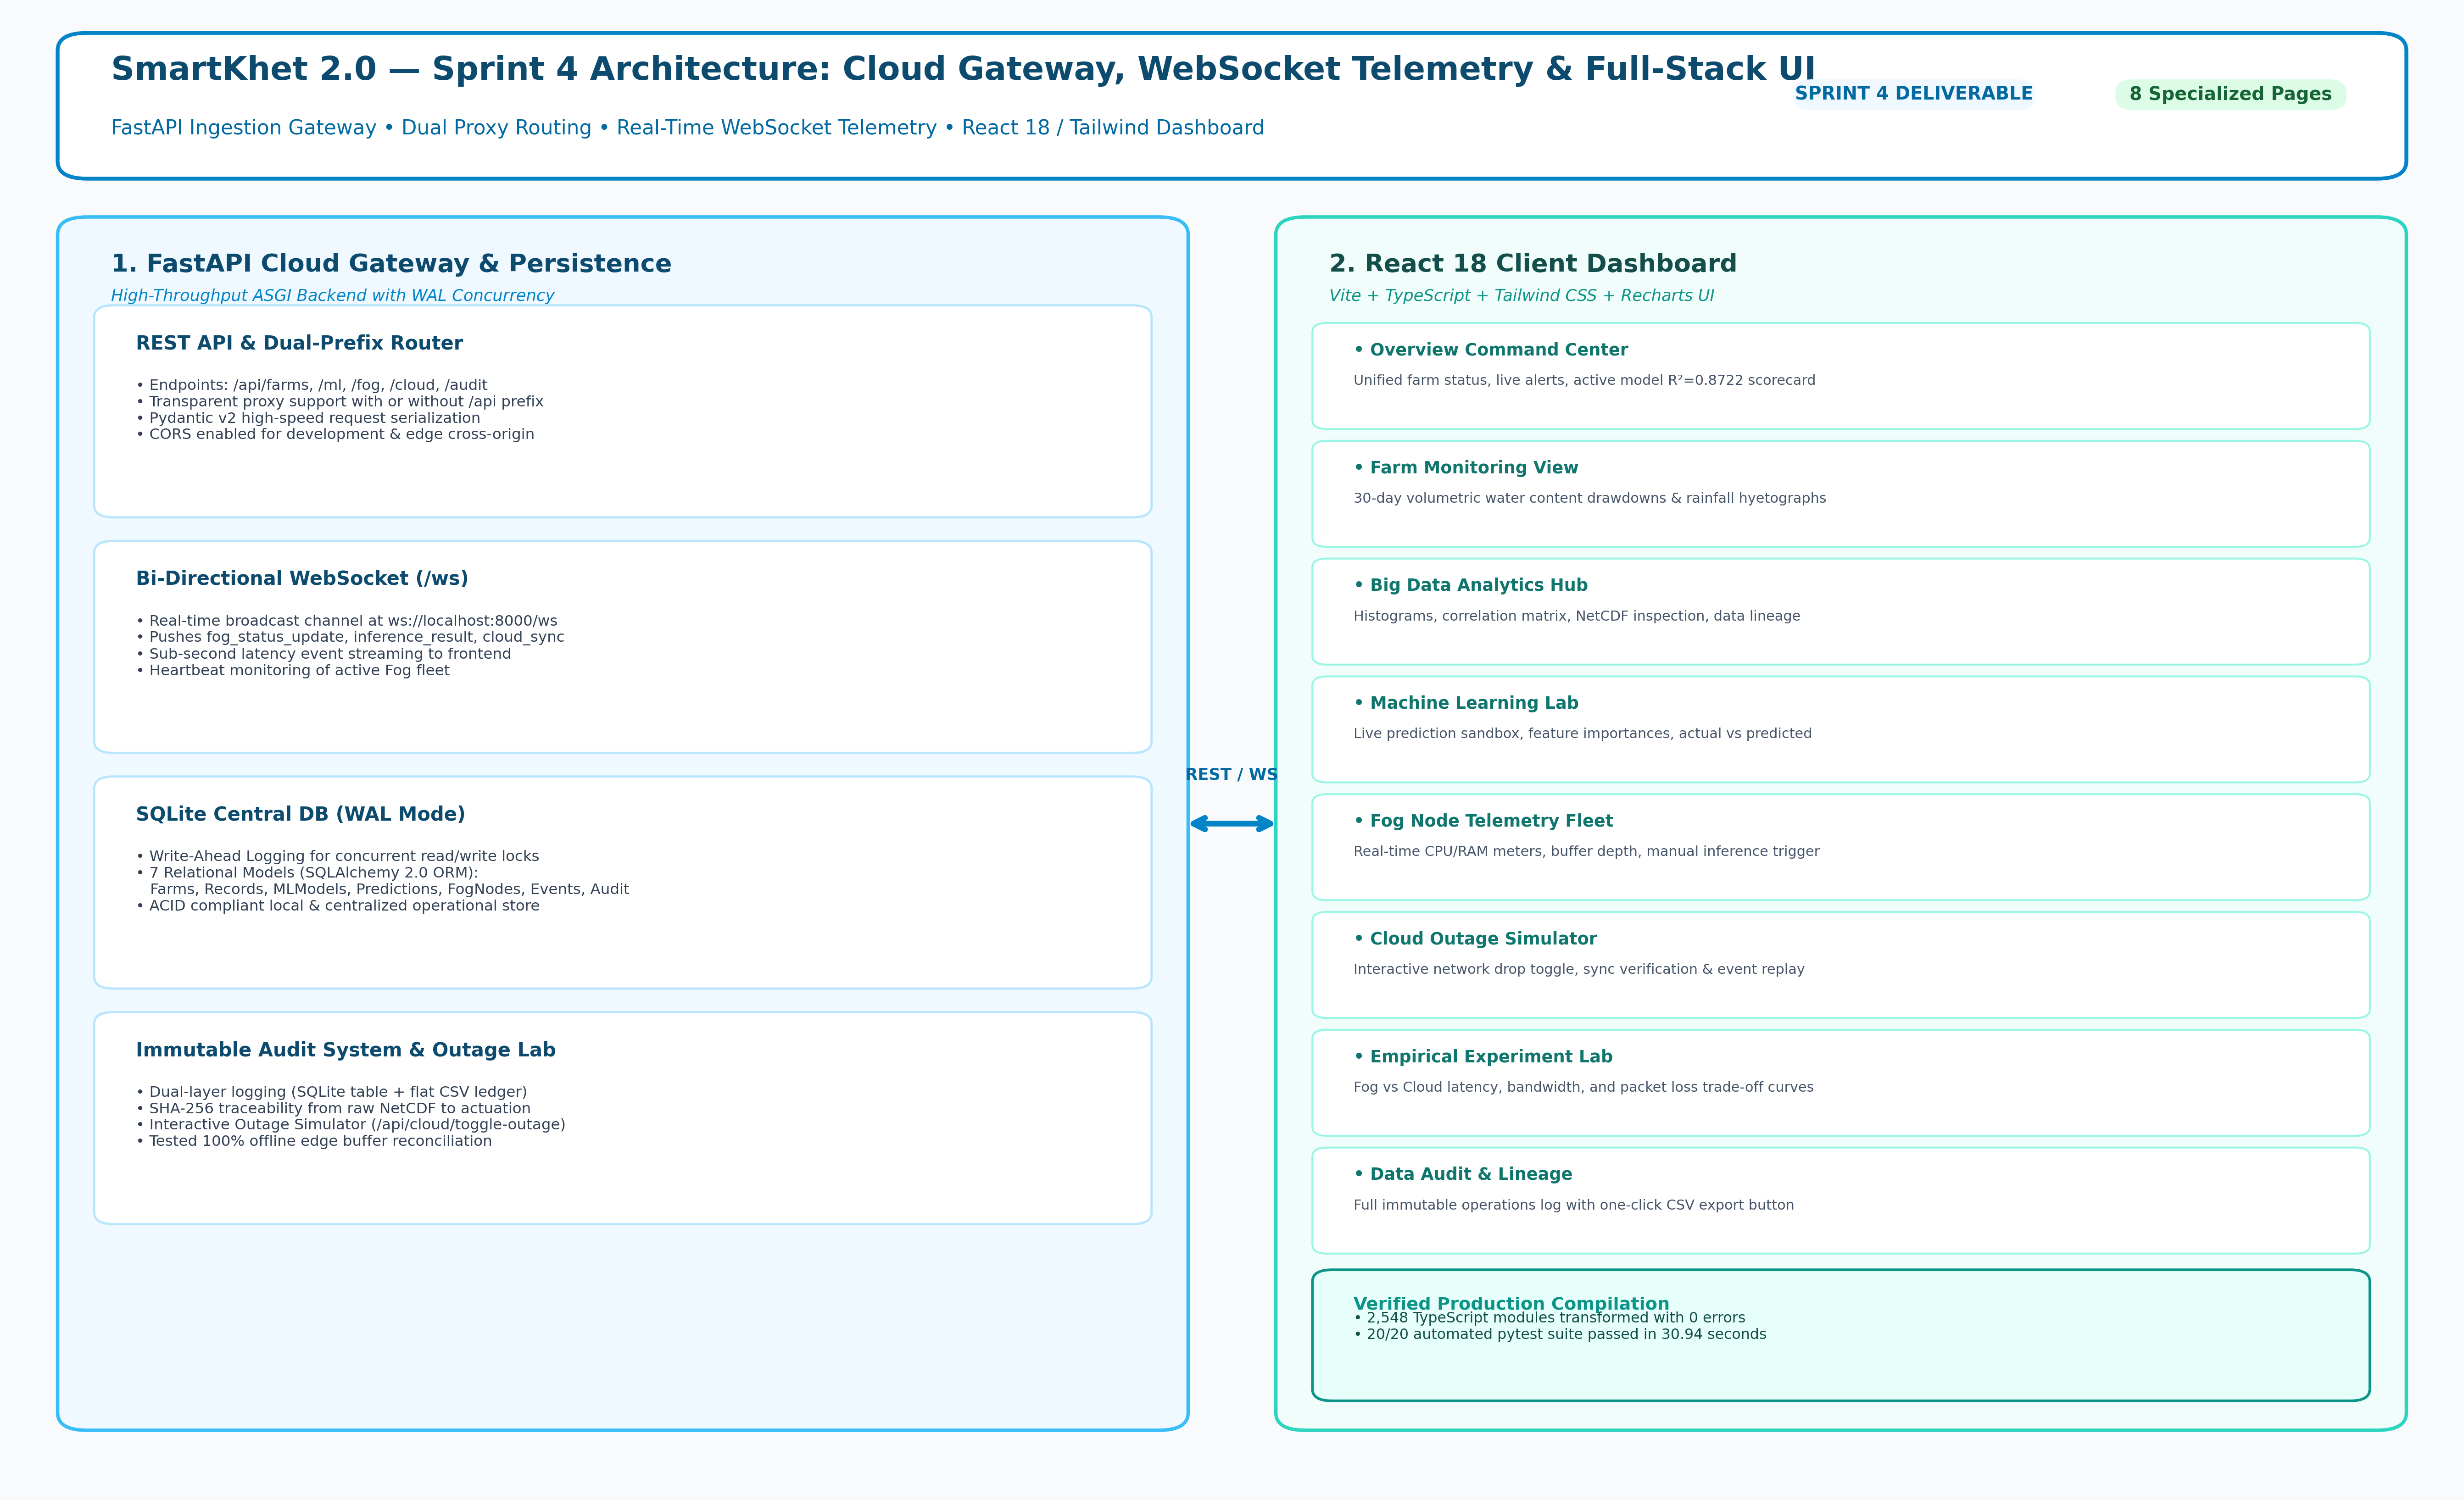 SmartKhet 2.0 — Sprint 4 Architecture: Cloud Gateway, WebSocket Telemetry & Full-Stack UI
SPRINT 4 DELIVERABLE
8 Specialized Pages
FastAPI Ingestion Gateway • Dual Proxy Routing • Real-Time WebSocket Telemetry • React 18 / Tailwind Dashboard
1. FastAPI Cloud Gateway & Persistence
High-Throughput ASGI Backend with WAL Concurrency
REST API & Dual-Prefix Router
• Endpoints: /api/farms, /ml, /fog, /cloud, /audit
• Transparent proxy support with or without /api prefix
• Pydantic v2 high-speed request serialization
• CORS enabled for development & edge cross-origin
Bi-Directional WebSocket (/ws)
• Real-time broadcast channel at ws://localhost:8000/ws
• Pushes fog_status_update, inference_result, cloud_sync
• Sub-second latency event streaming to frontend
• Heartbeat monitoring of active Fog fleet
SQLite Central DB (WAL Mode)
• Write-Ahead Logging for concurrent read/write locks
• 7 Relational Models (SQLAlchemy 2.0 ORM):
Farms, Records, MLModels, Predictions, FogNodes, Events, Audit
• ACID compliant local & centralized operational store
Immutable Audit System & Outage Lab
• Dual-layer logging (SQLite table + flat CSV ledger)
• SHA-256 traceability from raw NetCDF to actuation
• Interactive Outage Simulator (/api/cloud/toggle-outage)
• Tested 100% offline edge buffer reconciliation
REST / WS
2. React 18 Client Dashboard
Vite + TypeScript + Tailwind CSS + Recharts UI
• Overview Command Center
Unified farm status, live alerts, active model R²=0.8722 scorecard
• Farm Monitoring View
30-day volumetric water content drawdowns & rainfall hyetographs
• Big Data Analytics Hub
Histograms, correlation matrix, NetCDF inspection, data lineage
• Machine Learning Lab
Live prediction sandbox, feature importances, actual vs predicted
• Fog Node Telemetry Fleet
Real-time CPU/RAM meters, buffer depth, manual inference trigger
• Cloud Outage Simulator
Interactive network drop toggle, sync verification & event replay
• Empirical Experiment Lab
Fog vs Cloud latency, bandwidth, and packet loss trade-off curves
• Data Audit & Lineage
Full immutable operations log with one-click CSV export button
Verified Production Compilation
• 2,548 TypeScript modules transformed with 0 errors
• 20/20 automated pytest suite passed in 30.94 seconds